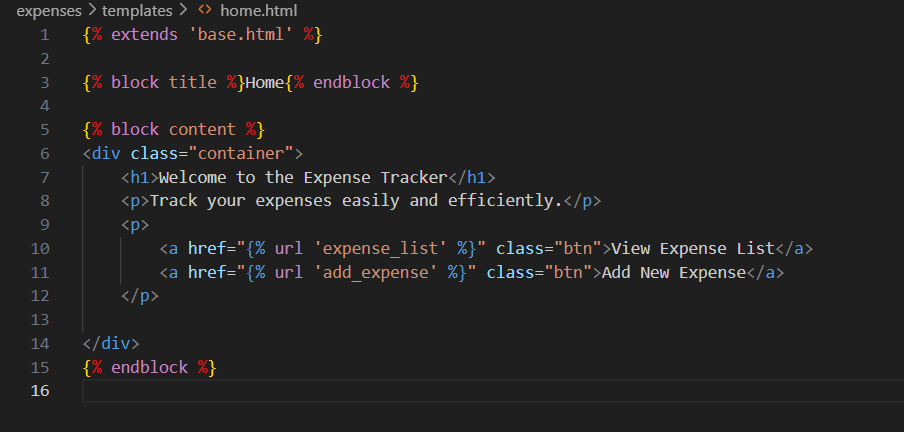 expenses > templates > <> home.html
1 {% extends 'base.html' %}
2
3 {% block title %}Home{% endblock %}
4
5 {% block content %}
6 <div class="container">
7     <h1>Welcome to the Expense Tracker</h1>
8     <p>Track your expenses easily and efficiently.</p>
9     <p>
10         <a href="{% url 'expense_list' %}" class="btn">View Expense List</a>
11         <a href="{% url 'add_expense' %}" class="btn">Add New Expense</a>
12     </p>
13
14 </div>
15 {% endblock %}
16